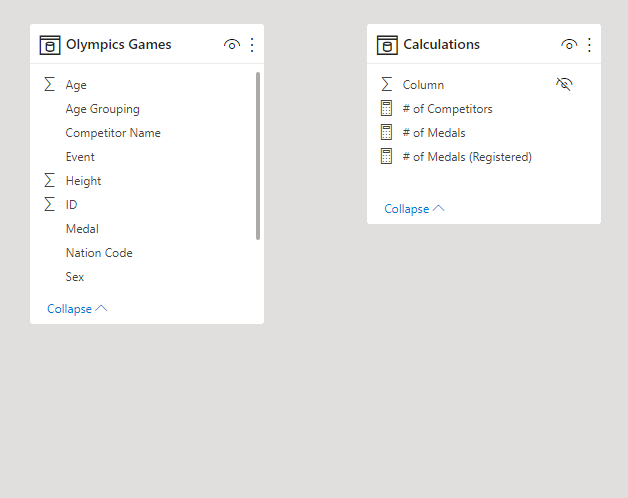 Olympics Games
Age
Age Grouping
Competitor Name
Event
Height
ID
Medal
Nation Code
Sex
Collapse
Calculations
Column
# of Competitors
# of Medals
# of Medals (Registered)
Collapse